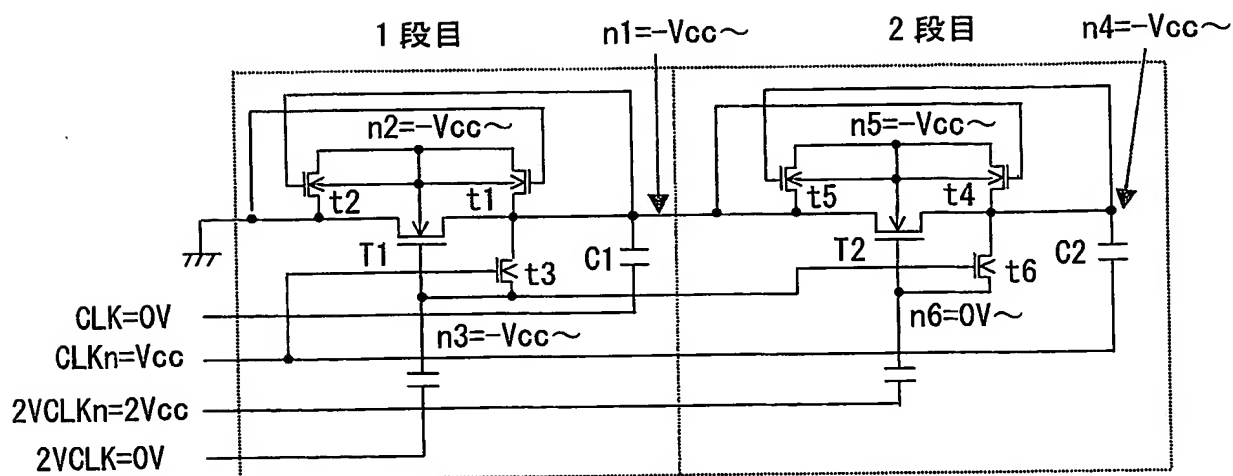 1段目
n1=-Vcc～
2段目
n4=-Vcc～
n2=-Vcc～
n5=-Vcc～
t2
t1
t5
t4
T1
t3
C1
T2
t6
C2
CLK=0V
n3=-Vcc～
n6=0V～
CLKn=Vcc
2VCLKn=2Vcc
2VCLK=0V